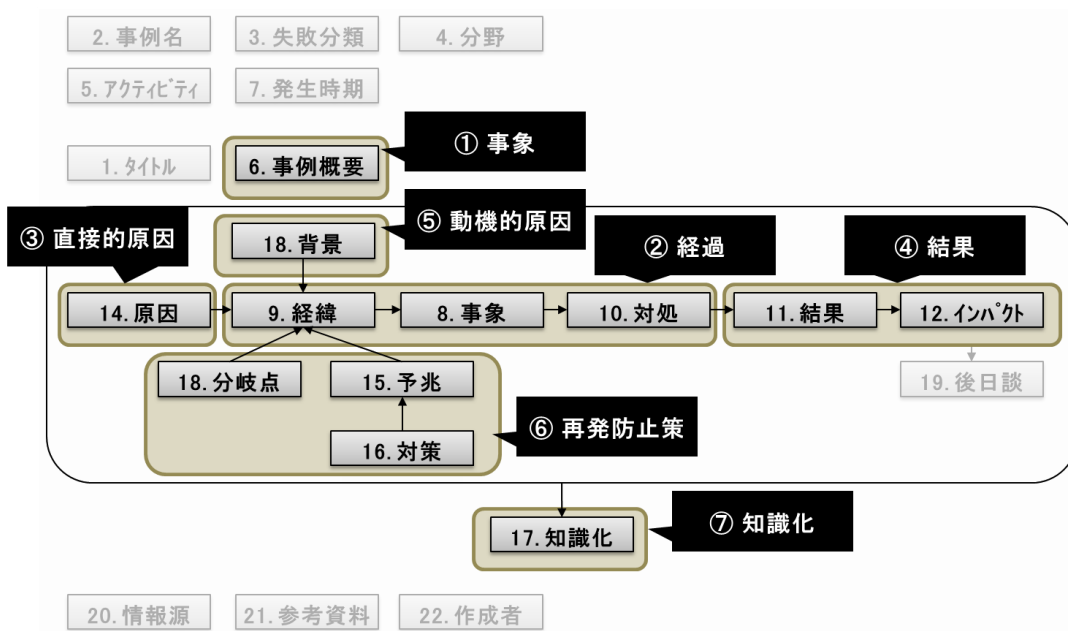 2. 事例名
3. 失敗分類
4. 分野
5. ｱｸﾃｨﾋﾞﾃｨ
7. 発生時期
① 事象
1. ﾀｲﾄﾙ
6. 事例概要
③ 直接的原因
⑤ 動機的原因
18. 背景
② 経過
④ 結果
14. 原因
9. 経緯
8. 事象
10. 対処
11. 結果
12. ｲﾝﾊﾟｸﾄ
18. 分岐点
15. 予兆
19. 後日談
⑥ 再発防止策
16. 対策
⑦ 知識化
17. 知識化
20. 情報源
21. 参考資料
22. 作成者